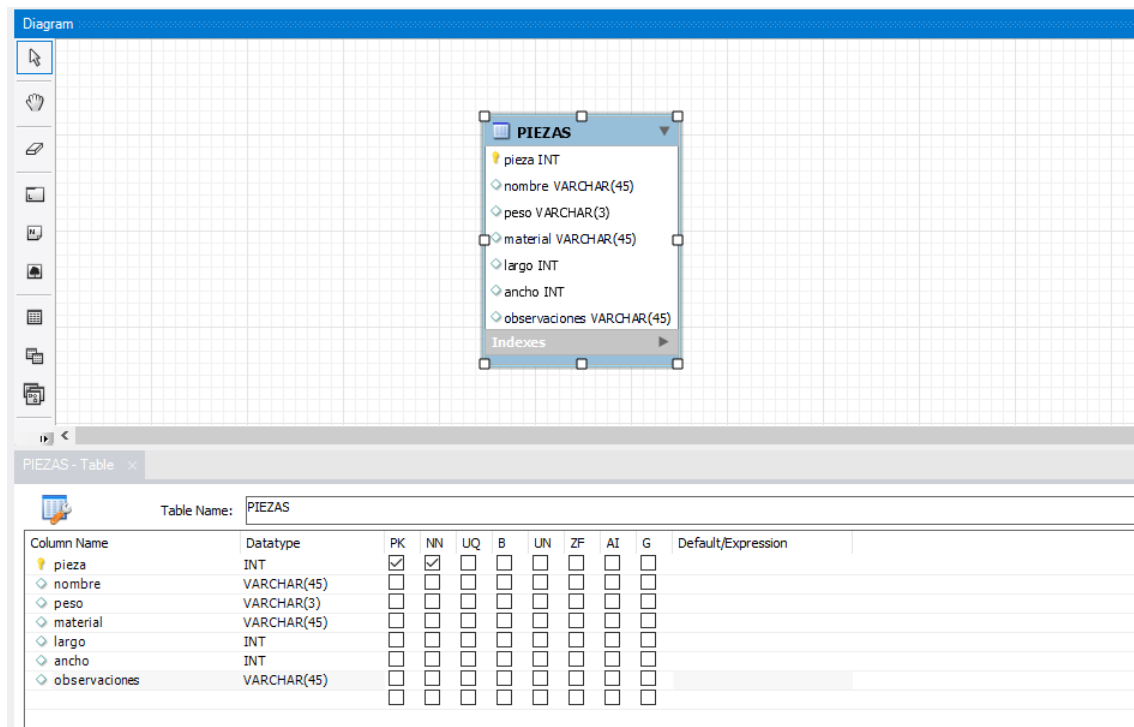 Diagram
PIEZAS
pieza INT
nombre VARCHAR(45)
peso VARCHAR(3)
material VARCHAR(45)
largo INT
ancho INT
observaciones VARCHAR(45)
Indexes
PIEZAS - Table
Table Name: PIEZAS
Column Name Datatype PK NN UQ B UN ZF AI G Default/Expression
pieza INT
nombre VARCHAR(45)
peso VARCHAR(3)
material VARCHAR(45)
largo INT
ancho INT
observaciones VARCHAR(45)